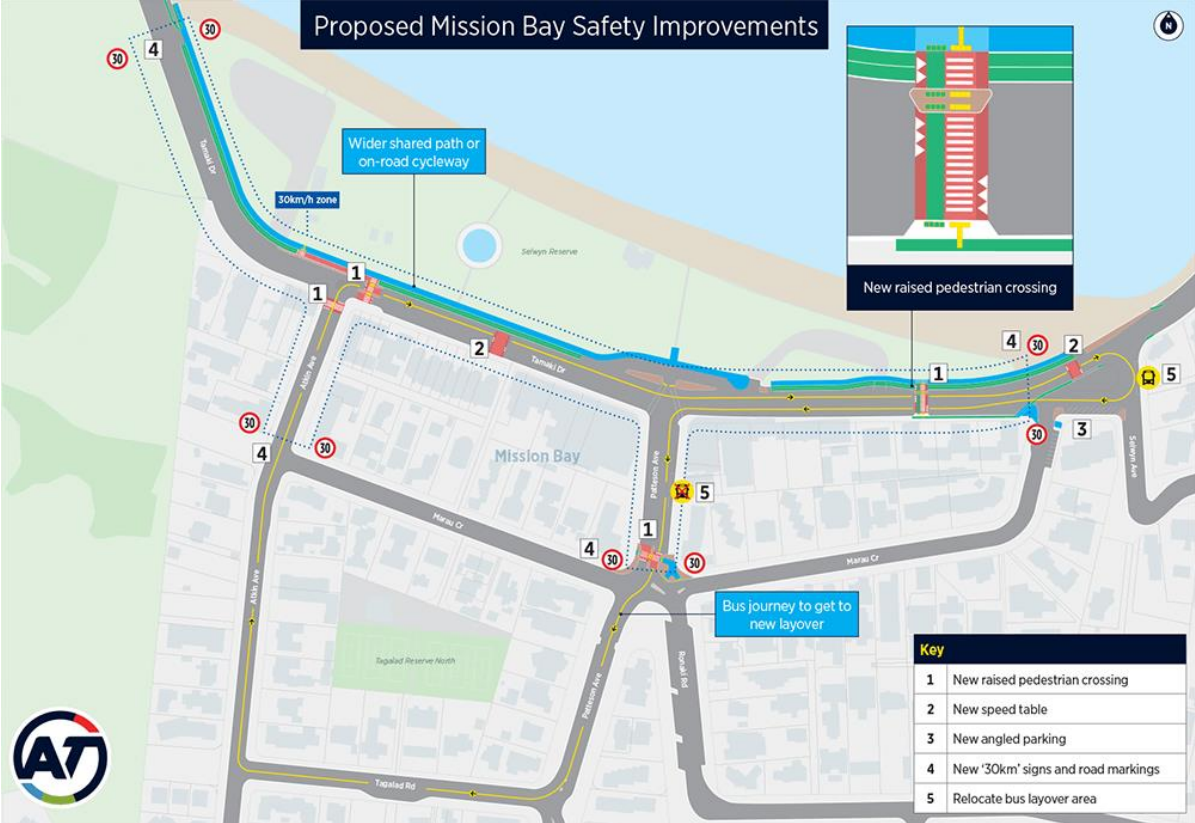 Proposed Mission Bay Safety Improvements
N
30
30
4
Tamaki Dr
Wider shared path or
on-road cycleway
30km/h zone
Selwyn Reserve
New raised pedestrian crossing
1
1
2
Tamaki Dr
Atkin Ave
4
30
2
1
5
30
3
30
4
30
Mission Bay
Patteson Ave
5
Selwyn Ave
Marau Cr
1
4
30
30
Marau Cr
Bus journey to get to
new layover
Atkin Ave
Tagalad Reserve North
Patteson Ave
Ronaki Rd
Tagalad Rd
AT
Key
1 New raised pedestrian crossing
2 New speed table
3 New angled parking
4 New ‘30km’ signs and road markings
5 Relocate bus layover area